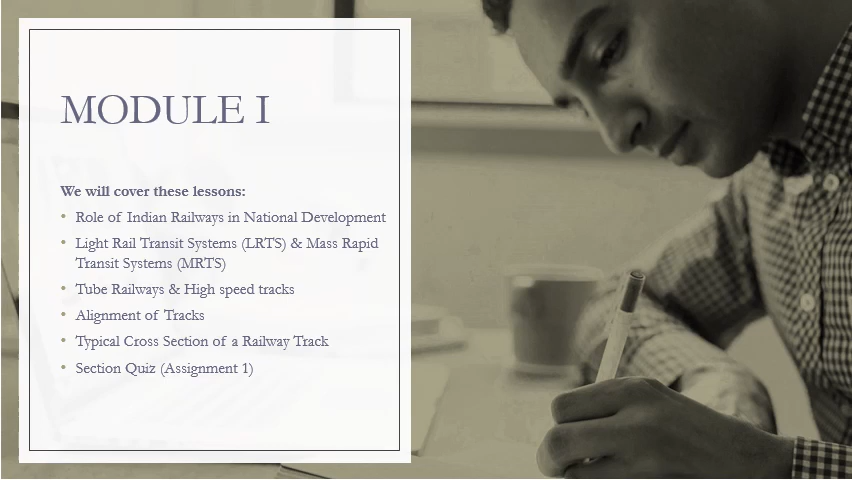 MODULE I
We will cover these lessons:
• Role of Indian Railways in National Development
• Light Rail Transit Systems (LRTS) & Mass Rapid
Transit Systems (MRTS)
• Tube Railways & High speed tracks
• Alignment of Tracks
• Typical Cross Section of a Railway Track
• Section Quiz (Assignment 1)